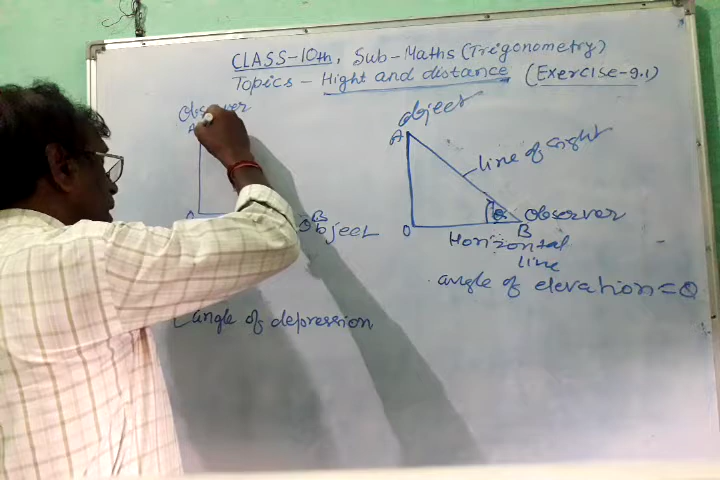 CLASS-10th, Sub-Maths (Trigonometry)
Topics - Hight and distance (Exercise-9.1)
Observer
A
B
Object
angle of depression
object
A
line of sight
θ
Observer
O
B
Horizontal
line
angle of elevation = θ